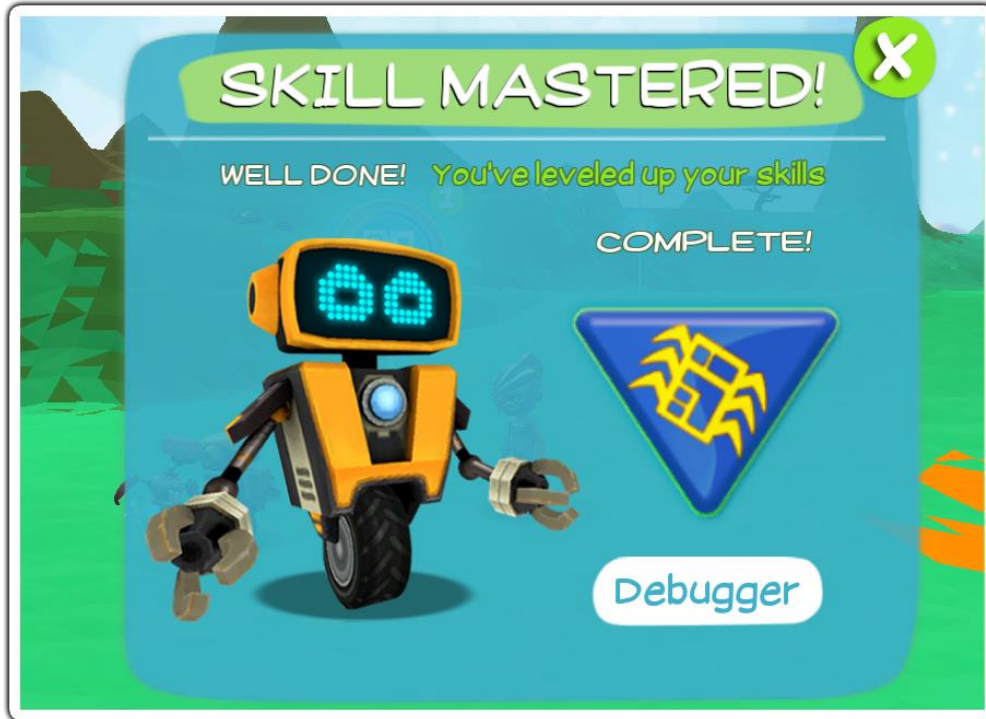 SKILL MASTERED!
X
WELL DONE! You've leveled up your skills
COMPLETE!
Debugger